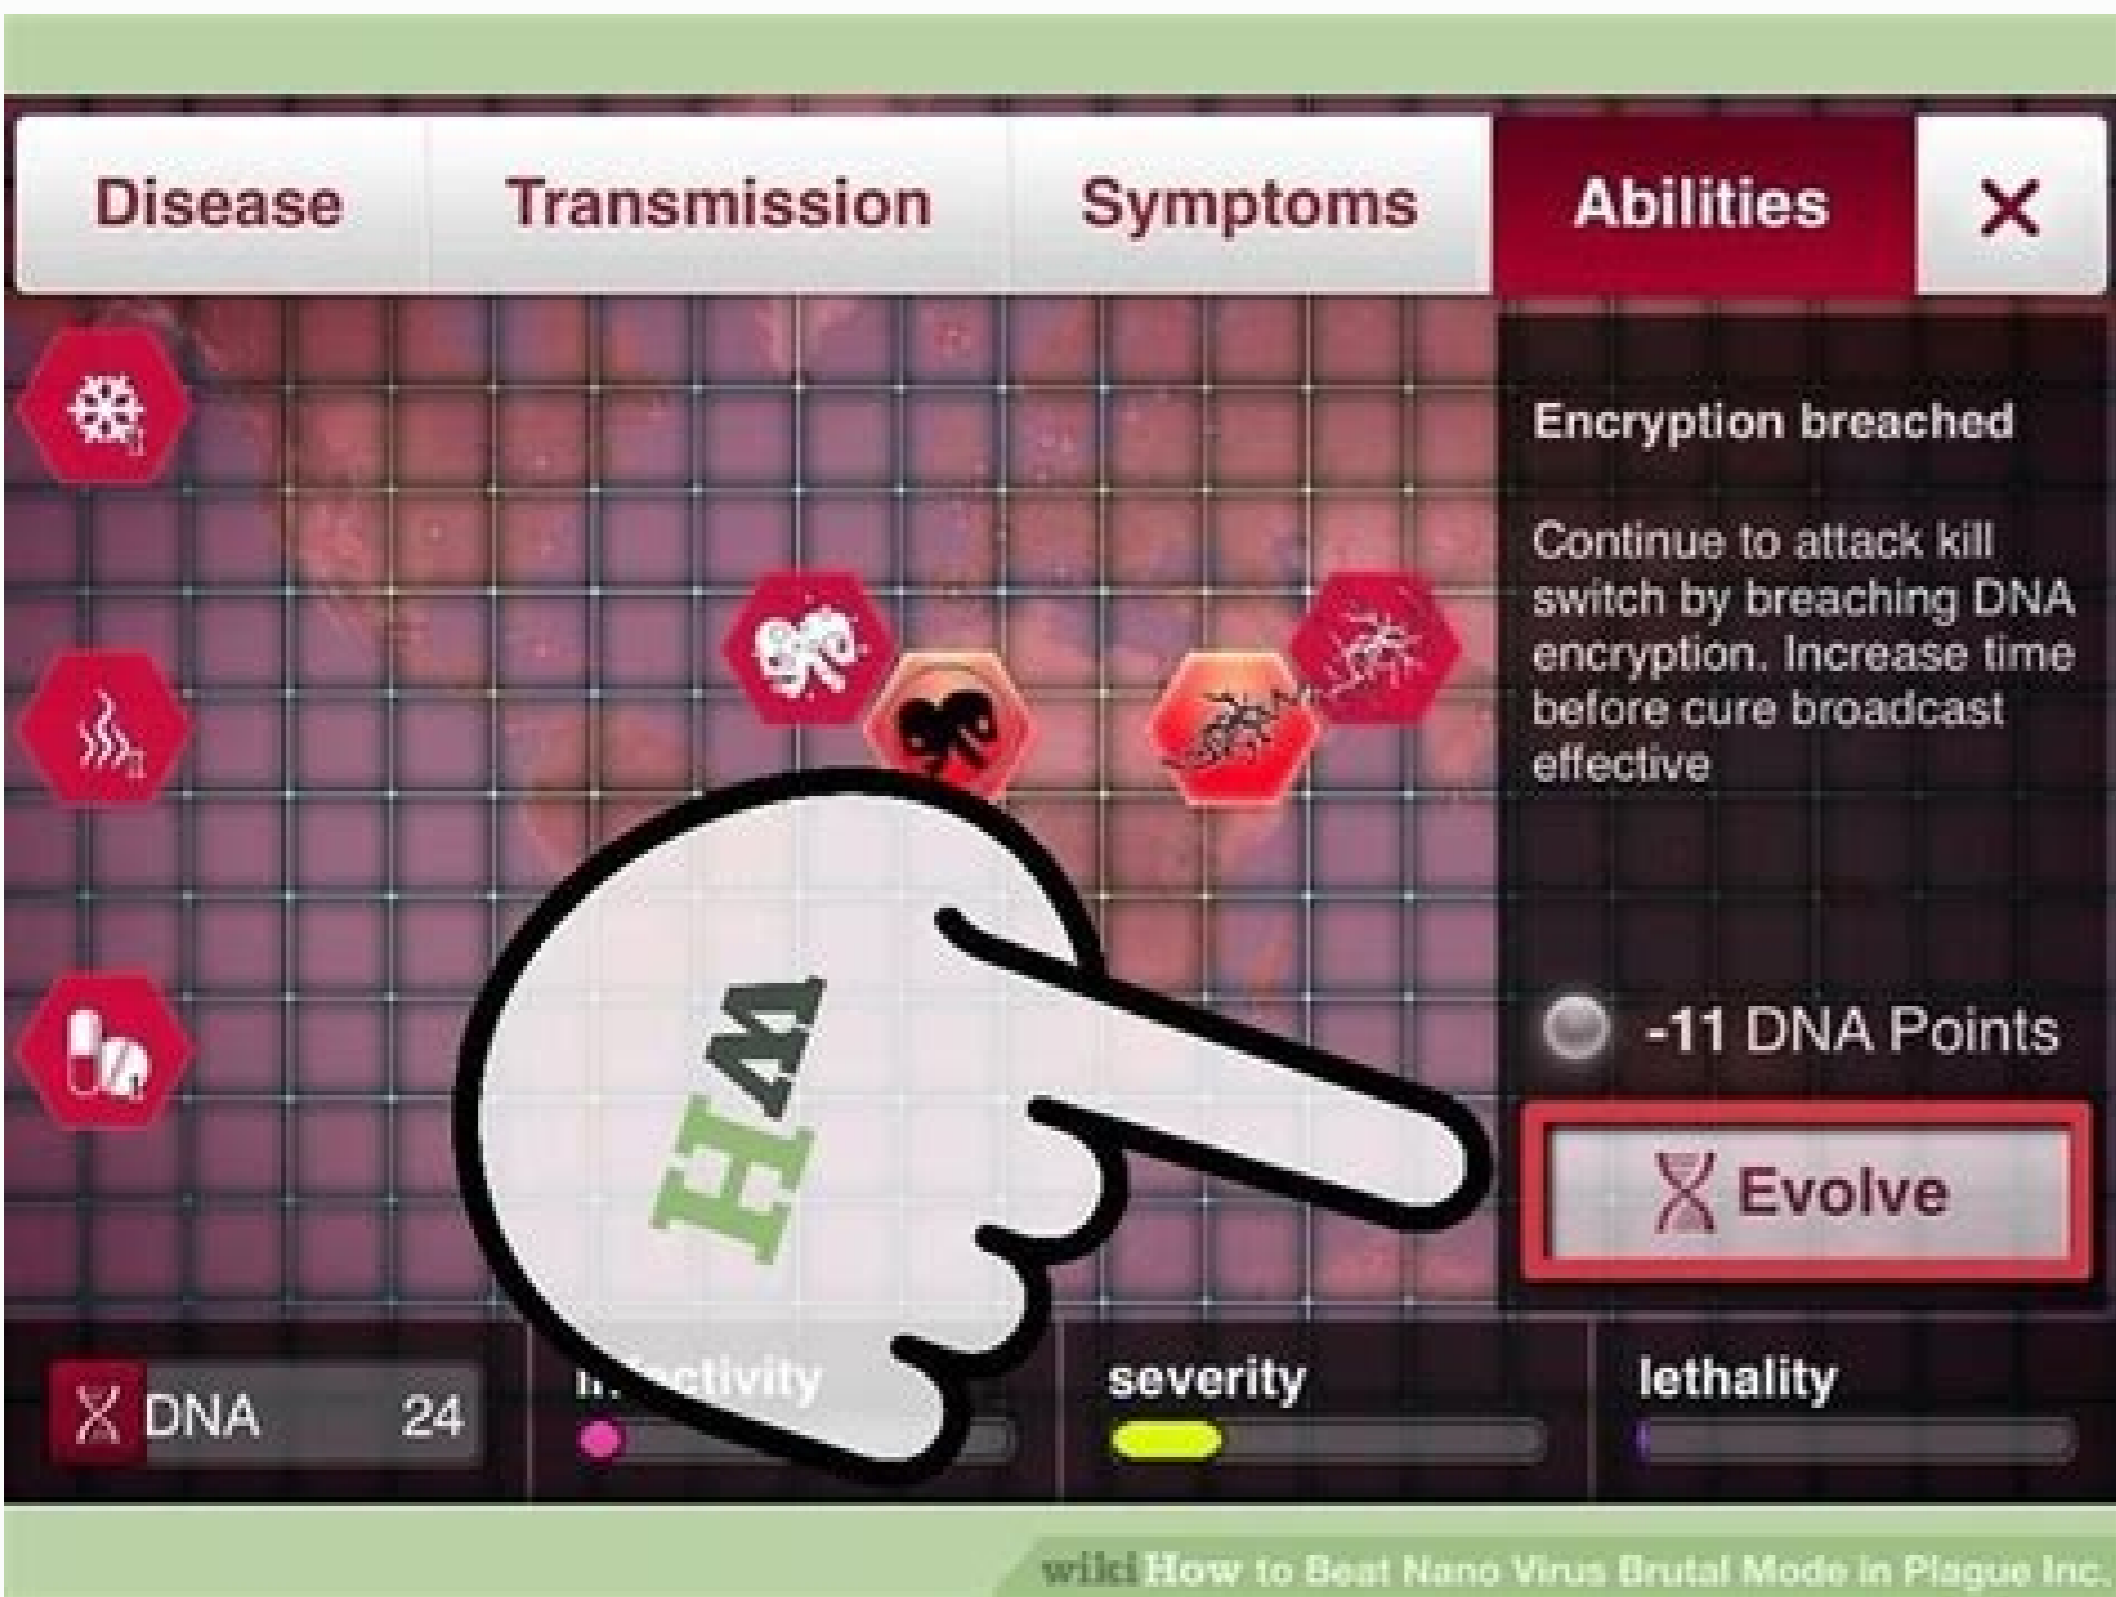 Disease Transmission Symptoms Abilities X
Encryption breached
Continue to attack kill
switch by breaching DNA
encryption. Increase time
before cure broadcast
effective
-11 DNA Points
Evolve
HW
severity lethality
DNA 24
wikiHow to Beat Nano Virus Brutal Mode in Plague Inc.